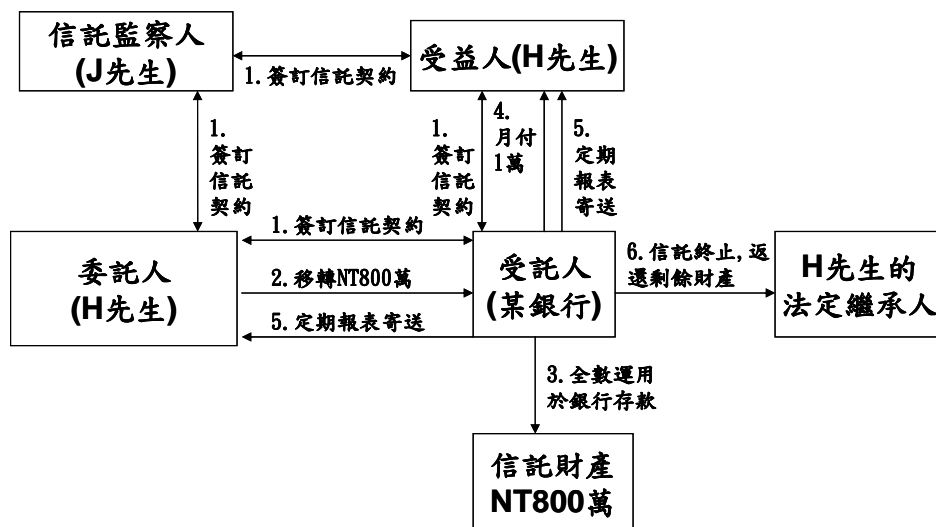 信託監察人
(J先生)
1.簽訂信託契約
受益人(H先生)
1.
簽訂
信託
契約
1.
簽訂
信託
契約
4.
月付
1萬
5.
定期
報表
寄送
委託人
(H先生)
1.簽訂信託契約
2.移轉NT800萬
5.定期報表寄送
受託人
(某銀行)
6.信託終止,返
還剩餘財產
H先生的
法定繼承人
3.全數運用
於銀行存款
信託財產
NT800萬